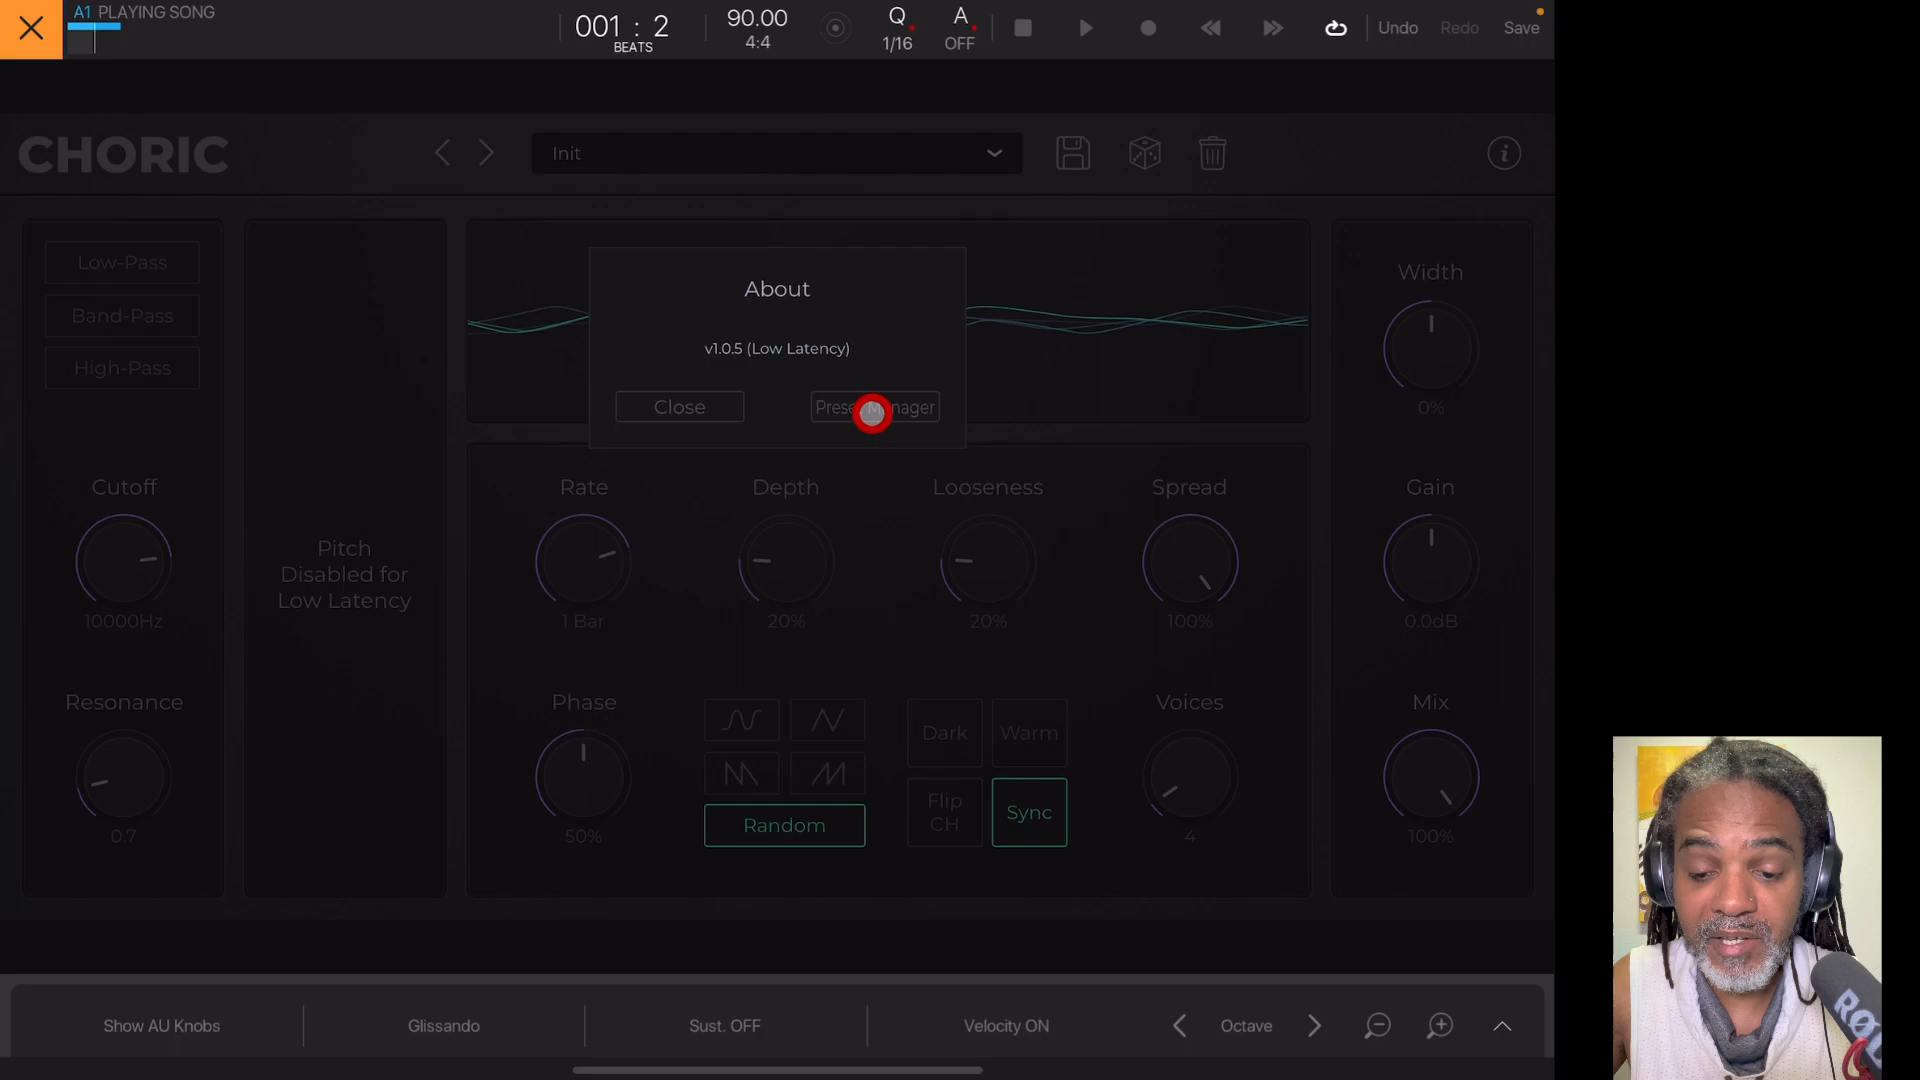 A1 PLAYING SONG
001 : 2
BEATS
90.00
4:4
Q
1/16
A
OFF
Undo
Redo
Save
CHORIC
Init
Low-Pass
Band-Pass
High-Pass
Cutoff
10000Hz
Resonance
0.7
Pitch
Disabled for
Low Latency
About
v1.0.5 (Low Latency)
Close
Preset Manager
Rate
1 Bar
Depth
20%
Looseness
20%
Spread
100%
Phase
50%
Random
Dark
Warm
Flip
CH
Sync
Voices
4
Width
0%
Gain
0.0dB
Mix
100%
Show AU Knobs
Glissando
Sust. OFF
Velocity ON
Octave